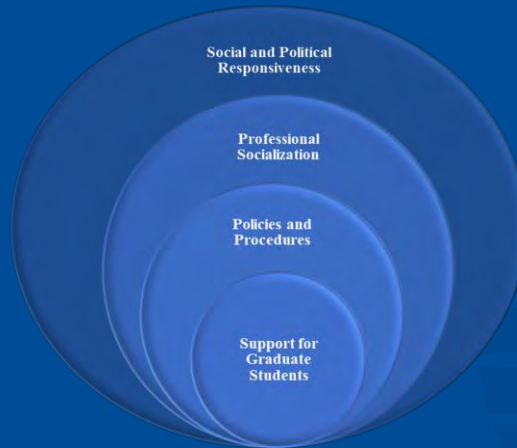 Social and Political
Responsiveness
Professional
Socialization
Policies and
Procedures
Support for
Graduate
Students